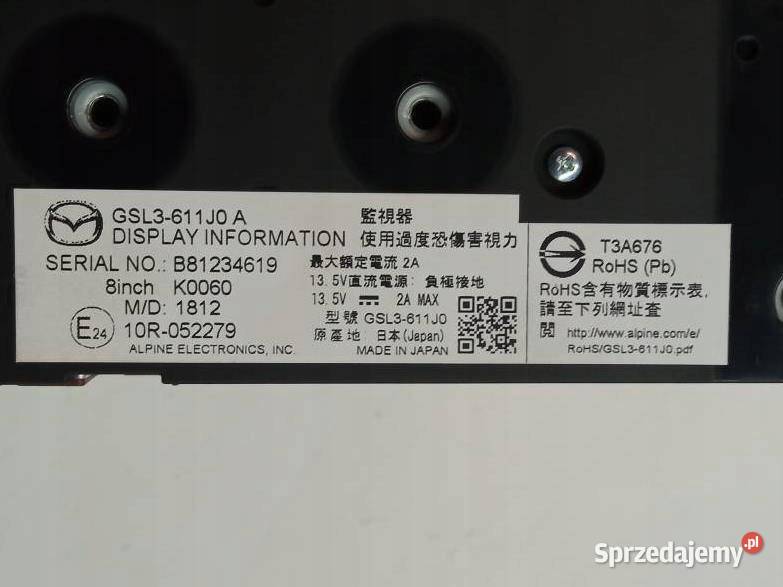 GSL3-611J0 A
DISPLAY INFORMATION
SERIAL NO.: B81234619
8inch K0060
M/D: 1812
E24 10R-052279
ALPINE ELECTRONICS, INC.
監視器
使用過度恐傷害視力
最大額定電流 2A
13.5V直流電源: 負極接地
13.5V ⎓ 2A MAX
型號 GSL3-611J0
原產地: 日本(Japan)
MADE IN JAPAN
T3A676
RoHS (Pb)
RoHS含有物質標示表,
請至下列網址查
閱 http://www.alpine.com/e/
RoHS/GSL3-611J0.pdf
Sprzedajemy.pl